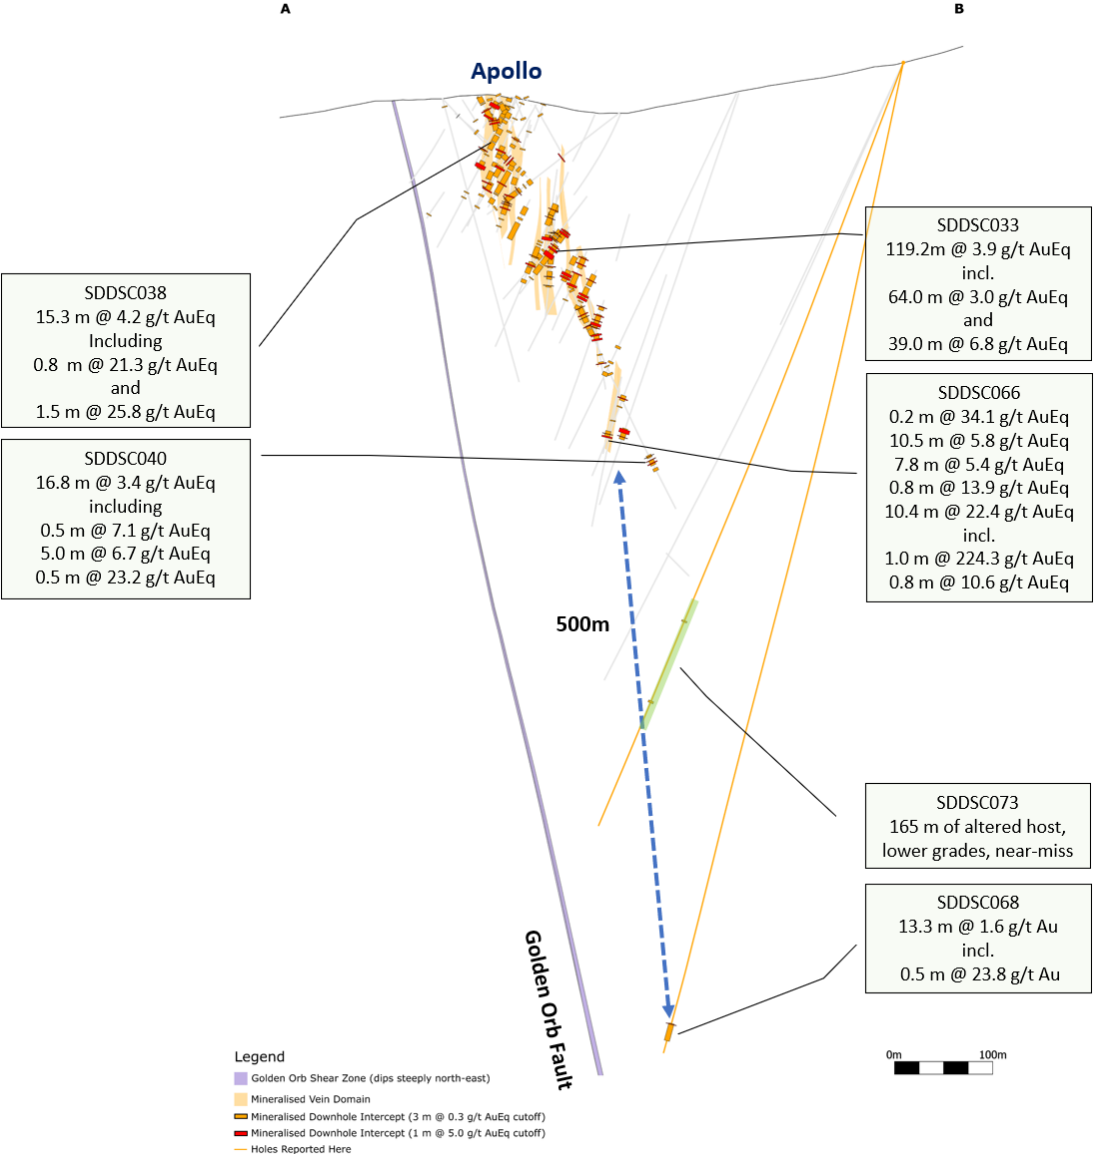 A
B
Apollo
SDDSC033
119.2m @ 3.9 g/t AuEq
incl.
64.0 m @ 3.0 g/t AuEq
and
39.0 m @ 6.8 g/t AuEq
SDDSC038
15.3 m @ 4.2 g/t AuEq
Including
0.8 m @ 21.3 g/t AuEq
and
1.5 m @ 25.8 g/t AuEq
SDDSC066
0.2 m @ 34.1 g/t AuEq
10.5 m @ 5.8 g/t AuEq
7.8 m @ 5.4 g/t AuEq
0.8 m @ 13.9 g/t AuEq
10.4 m @ 22.4 g/t AuEq
incl.
1.0 m @ 224.3 g/t AuEq
0.8 m @ 10.6 g/t AuEq
SDDSC040
16.8 m @ 3.4 g/t AuEq
including
0.5 m @ 7.1 g/t AuEq
5.0 m @ 6.7 g/t AuEq
0.5 m @ 23.2 g/t AuEq
500m
SDDSC073
165 m of altered host,
lower grades, near-miss
SDDSC068
13.3 m @ 1.6 g/t Au
incl.
0.5 m @ 23.8 g/t Au
Golden Orb Fault
0m 100m
Legend
Golden Orb Shear Zone (dips steeply north-east)
Mineralised Vein Domain
Mineralised Downhole Intercept (3 m @ 0.3 g/t AuEq cutoff)
Mineralised Downhole Intercept (1 m @ 5.0 g/t AuEq cutoff)
Holes Reported Here